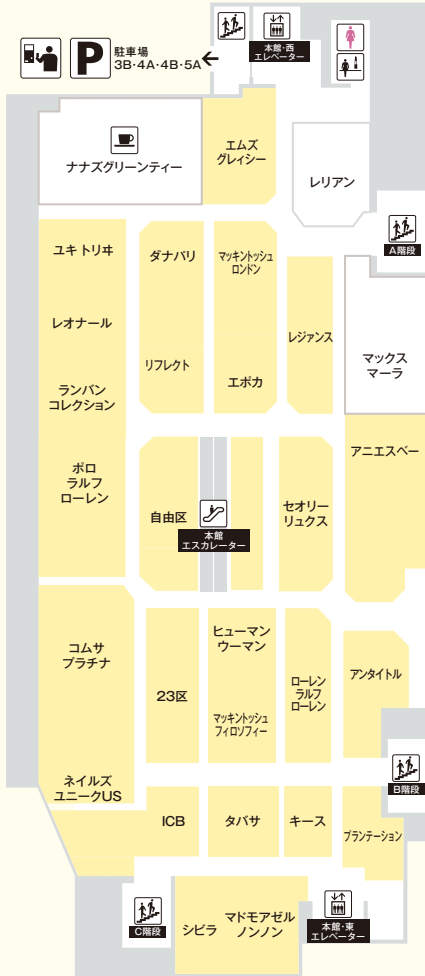 P
駐車場
3B・4A・4B・5A
本館・西
エレベーター
ナナズグリーンティー
エムズ
グレィシー
レリアン
A階段
ユキ トリヰ
ダナパリ
マッキントッシュ
ロンドン
レオナール
レジァンス
マックス
マーラ
リフレクト
エポカ
ランバン
コレクション
アニエスベー
ポロ
ラルフ
ローレン
自由区
セオリー
リュクス
本館
エスカレーター
コムサ
プラチナ
ヒューマン
ウーマン
23区
ローレン
ラルフ
ローレン
アンタイトル
マッキントッシュ
フィロソフィー
B階段
ネイルズ
ユニークUS
ICB
タバサ
キース
プランテーション
C階段
シビラ
マドモアゼル
ノンノン
本館・東
エレベーター